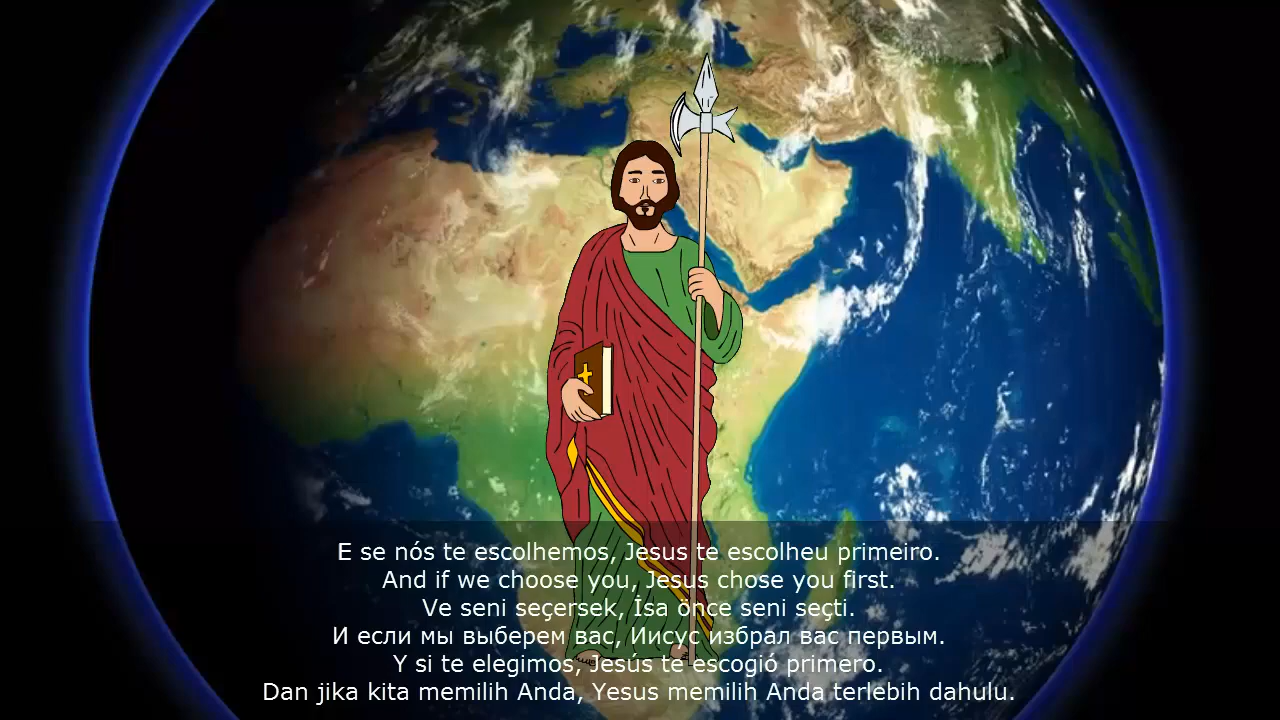 E se nós te escolhemos, Jesus te escolheu primeiro.
And if we choose you, Jesus chose you first.
Ve seni seçersek, İsa önce seni seçti.
И если мы выберем вас, Иисус избрал вас первым.
Y si te elegimos, Jesús te escogió primero.
Dan jika kita memilih Anda, Yesus memilih Anda terlebih dahulu.